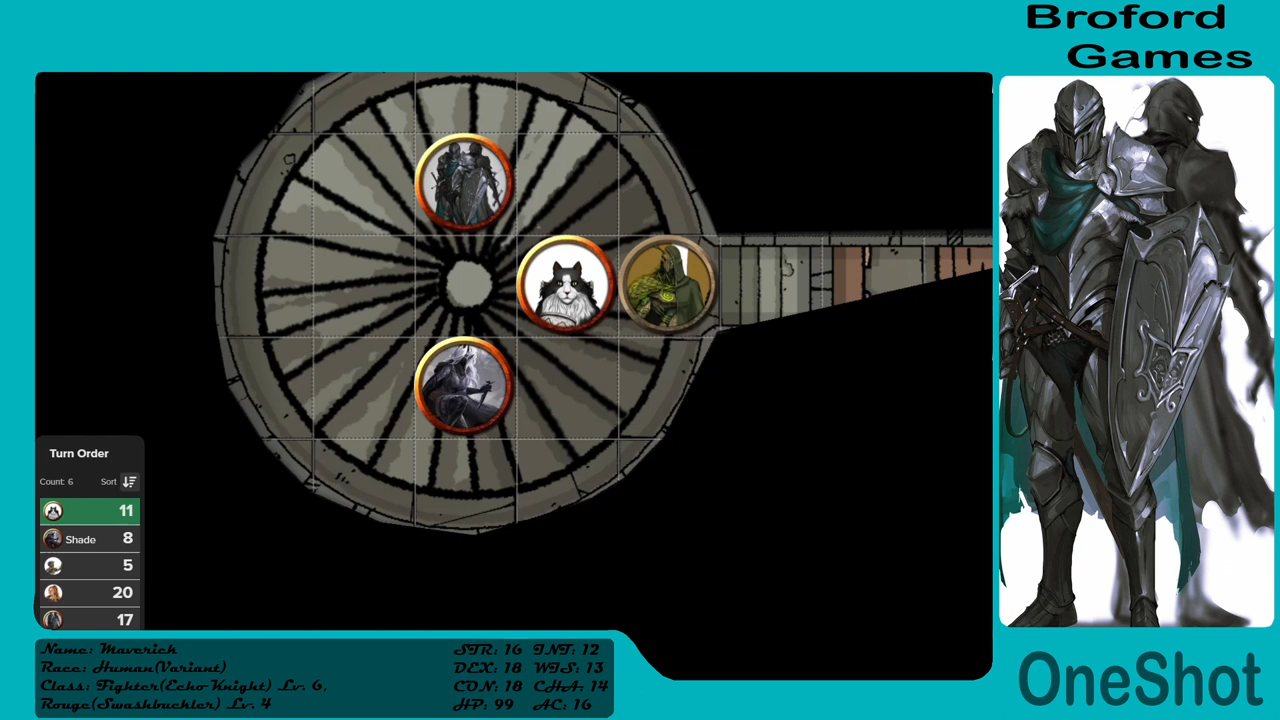 Broford
Games
Turn Order
Count: 6 Sort
11
Shade 8
5
20
17
Name: Maverick
Race: Human(Variant)
Class: Fighter(Echo Knight) Lv. 6,
Rouge(Swashbuckler) Lv. 4
STR: 16 INT: 12
DEX: 18 WIS: 13
CON: 18 CHA: 14
HP: 99 AC: 16
OneShot